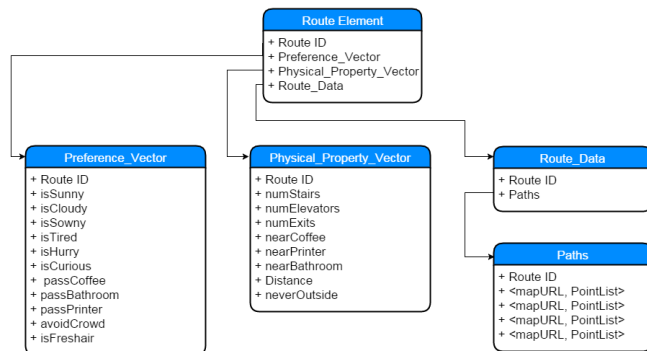 Route Element
+ Route ID
+ Preference_Vector
+ Physical_Property_Vector
+ Route_Data
Preference_Vector
+ Route ID
+ isSunny
+ isCloudy
+ isSowny
+ isTired
+ isHurry
+ isCurious
+ passCoffee
+ passBathroom
+ passPrinter
+ avoidCrowd
+ isFreshair
Physical_Property_Vector
+ Route ID
+ numStairs
+ numElevators
+ numExits
+ nearCoffee
+ nearPrinter
+ nearBathroom
+ Distance
+ neverOutside
Route_Data
+ Route ID
+ Paths
Paths
+ Route ID
+ <mapURL, PointList>
+ <mapURL, PointList>
+ <mapURL, PointList>
+ <mapURL, PointList>